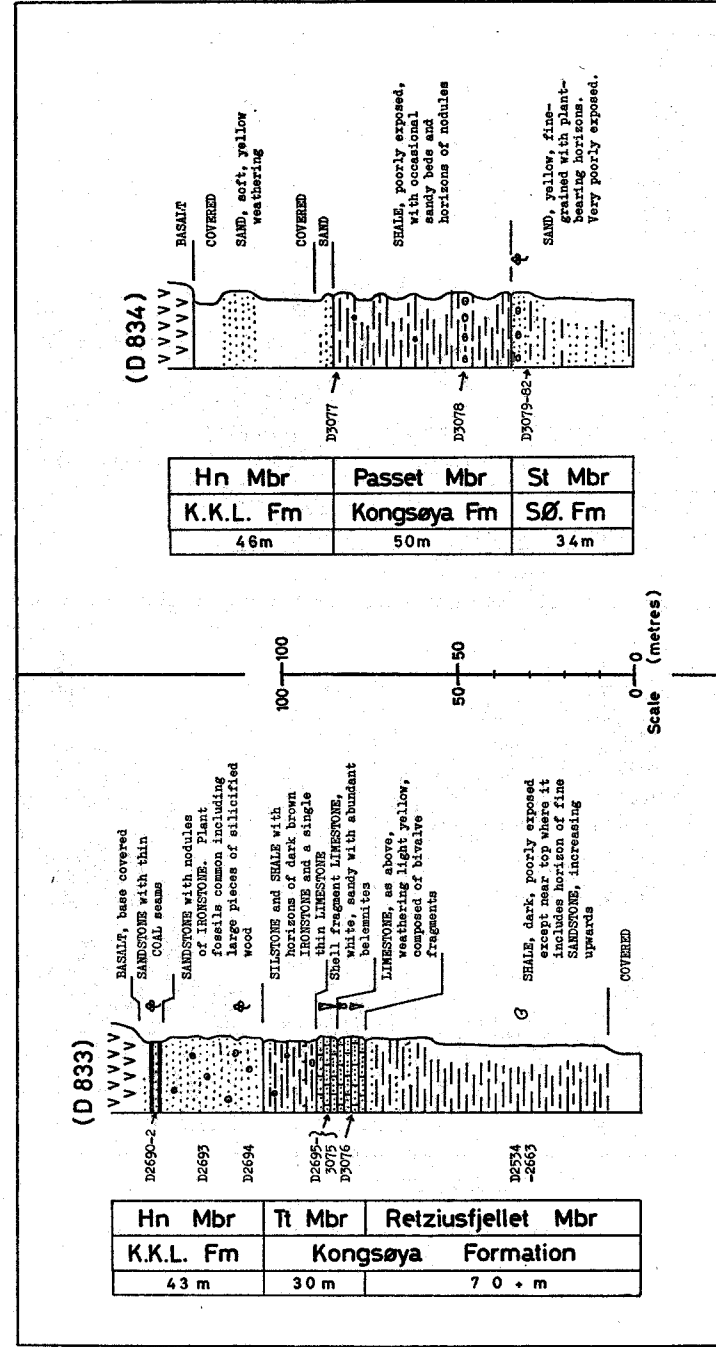 (D 834)
BASALT
COVERED
SAND, soft, yellow
weathering
COVERED
SAND
SHALE, poorly exposed,
with occasional
sandy beds and
horizons of nodules
SAND, yellow, fine-
grained with plant-
bearing horizons.
Very poorly exposed.
D3077
D3078
D3079-82
Hn Mbr
Passet Mbr
St Mbr
K.K.L. Fm
Kongsøya Fm
SØ. Fm
46m
50m
34m
100
100
50
50
0
0
Scale (metres)
(D 833)
BASALT, base covered
SANDSTONE with thin
COAL seams
SANDSTONE with nodules
of IRONSTONE. Plant
fossils common including
large pieces of silicified
wood
SILSTONE and SHALE with
horizons of dark brown
IRONSTONE and a single
thin LIMESTONE
Shell fragment LIMESTONE,
white, sandy with abundant
belemnites
LIMESTONE, as above,
weathering light yellow,
composed of bivalve
fragments
SHALE, dark, poorly exposed
except near top where it
includes horizon of fine
SANDSTONE, increasing
upwards
COVERED
D2690-2
D2693
D2694
D2695-
3075
D3076
D2534
-2663
Hn Mbr
Tt Mbr
Retziusfjellet Mbr
K.K.L. Fm
Kongsøya Formation
43 m
30 m
70 + m